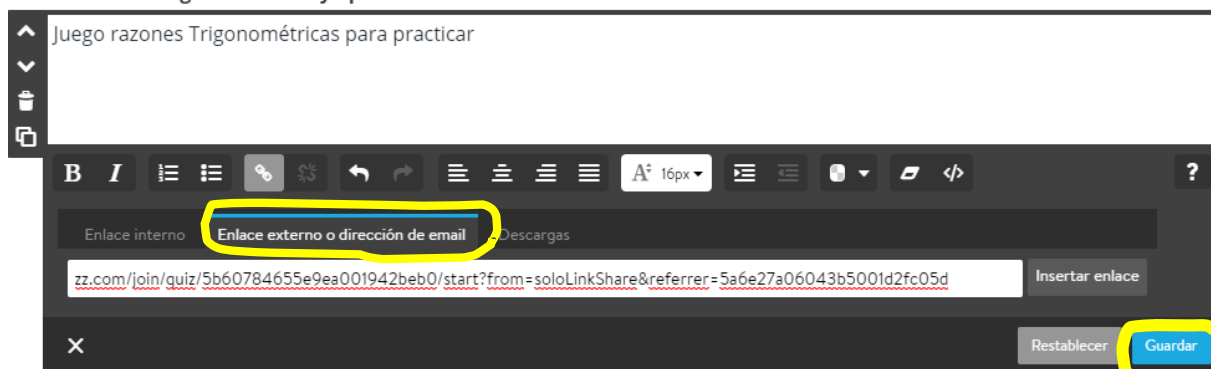 Juego razones Trigonométricas para practicar
B I A 16px ?
Enlace interno Enlace externo o dirección de email Descargas
zz.com/join/quiz/5b60784655e9ea001942beb0/start?from=soloLinkShare&referrer=5a6e27a06043b5001d2fc05d Insertar enlace
Restablecer Guardar